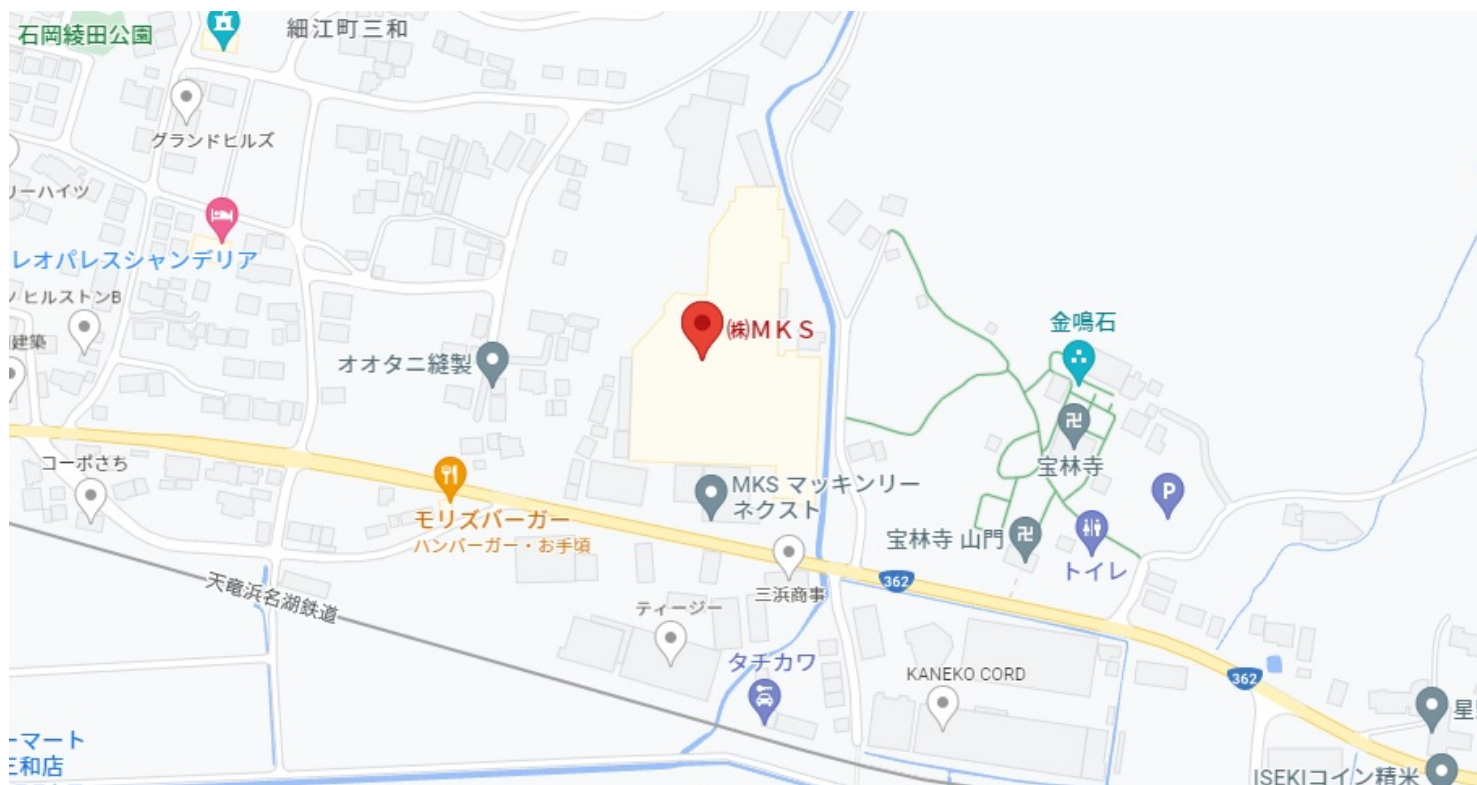 石岡綾田公園
細江町三和
グランドヒルズ
リーハイツ
レオパレスシャンデリア
ヒルストンB
建築
オオタニ縫製
㈱ＭＫＳ
金鳴石
宝林寺
コーポさち
モリズバーガー
ハンバーガー・お手頃
MKS マッキンリー
ネクスト
P
宝林寺 山門
トイレ
362
天竜浜名湖鉄道
三浜商事
ティージー
タチカワ
KANEKO CORD
362
ーマート
三和店
ISEKIコイン精米